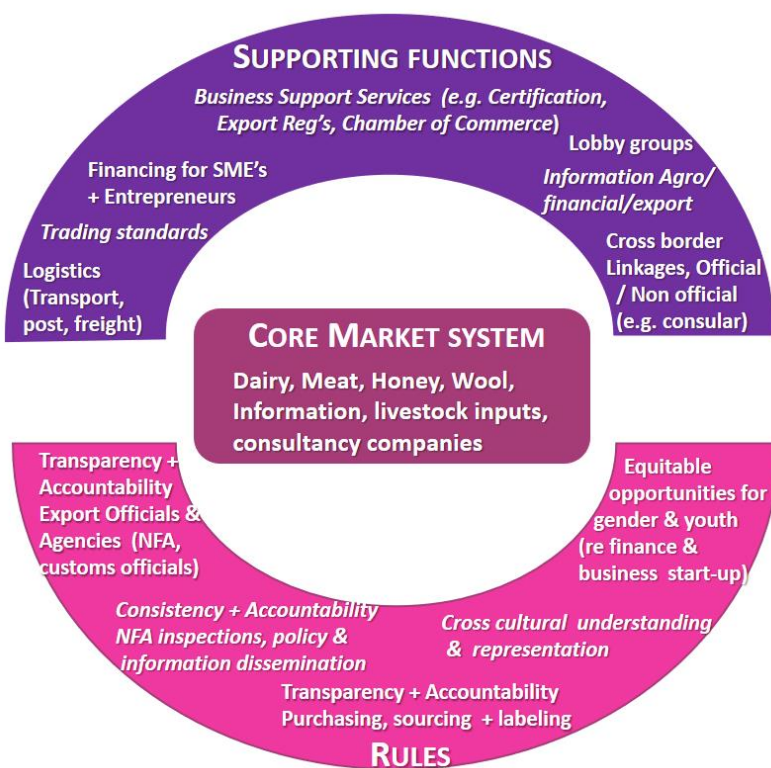 SUPPORTING FUNCTIONS
Business Support Services (e.g. Certification,
Export Reg's, Chamber of Commerce)
Lobby groups
Financing for SME's
+ Entrepreneurs
Information Agro/
financial/export
Trading standards
Logistics
(Transport,
post, freight)
Cross border
Linkages, Official
/ Non official
(e.g. consular)
CORE MARKET SYSTEM
Dairy, Meat, Honey, Wool,
Information, livestock inputs,
consultancy companies
Transparency +
Accountability
Export Officials &
Agencies (NFA,
customs officials)
Equitable
opportunities for
gender & youth
(re finance &
business start-up)
Consistency + Accountability
NFA inspections, policy &
information dissemination
Cross cultural understanding
& representation
Transparency + Accountability
Purchasing, sourcing + labeling
RULES